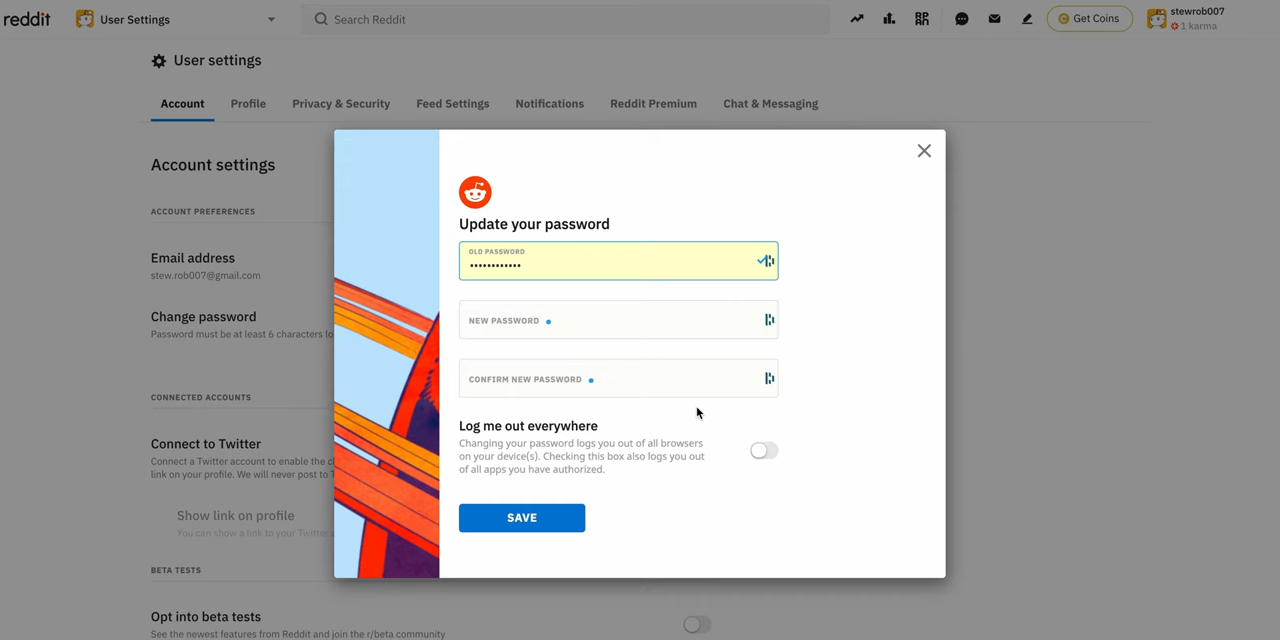 reddit
User Settings
Search Reddit
Get Coins
stewrob007
1 karma
User settings
Account
Profile
Privacy & Security
Feed Settings
Notifications
Reddit Premium
Chat & Messaging
Account settings
ACCOUNT PREFERENCES
Email address
stew.rob007@gmail.com
Change password
Password must be at least 6 characters lo
CONNECTED ACCOUNTS
Connect to Twitter
Connect a Twitter account to enable the
link on your profile. We will never post to
Show link on profile
You can show a link to your Twitter
BETA TESTS
Opt into beta tests
See the newest features from Reddit and join the r/beta community
Update your password
OLD PASSWORD
••••••••••••
NEW PASSWORD
CONFIRM NEW PASSWORD
Log me out everywhere
Changing your password logs you out of all browsers
on your device(s). Checking this box also logs you out
of all apps you have authorized.
SAVE